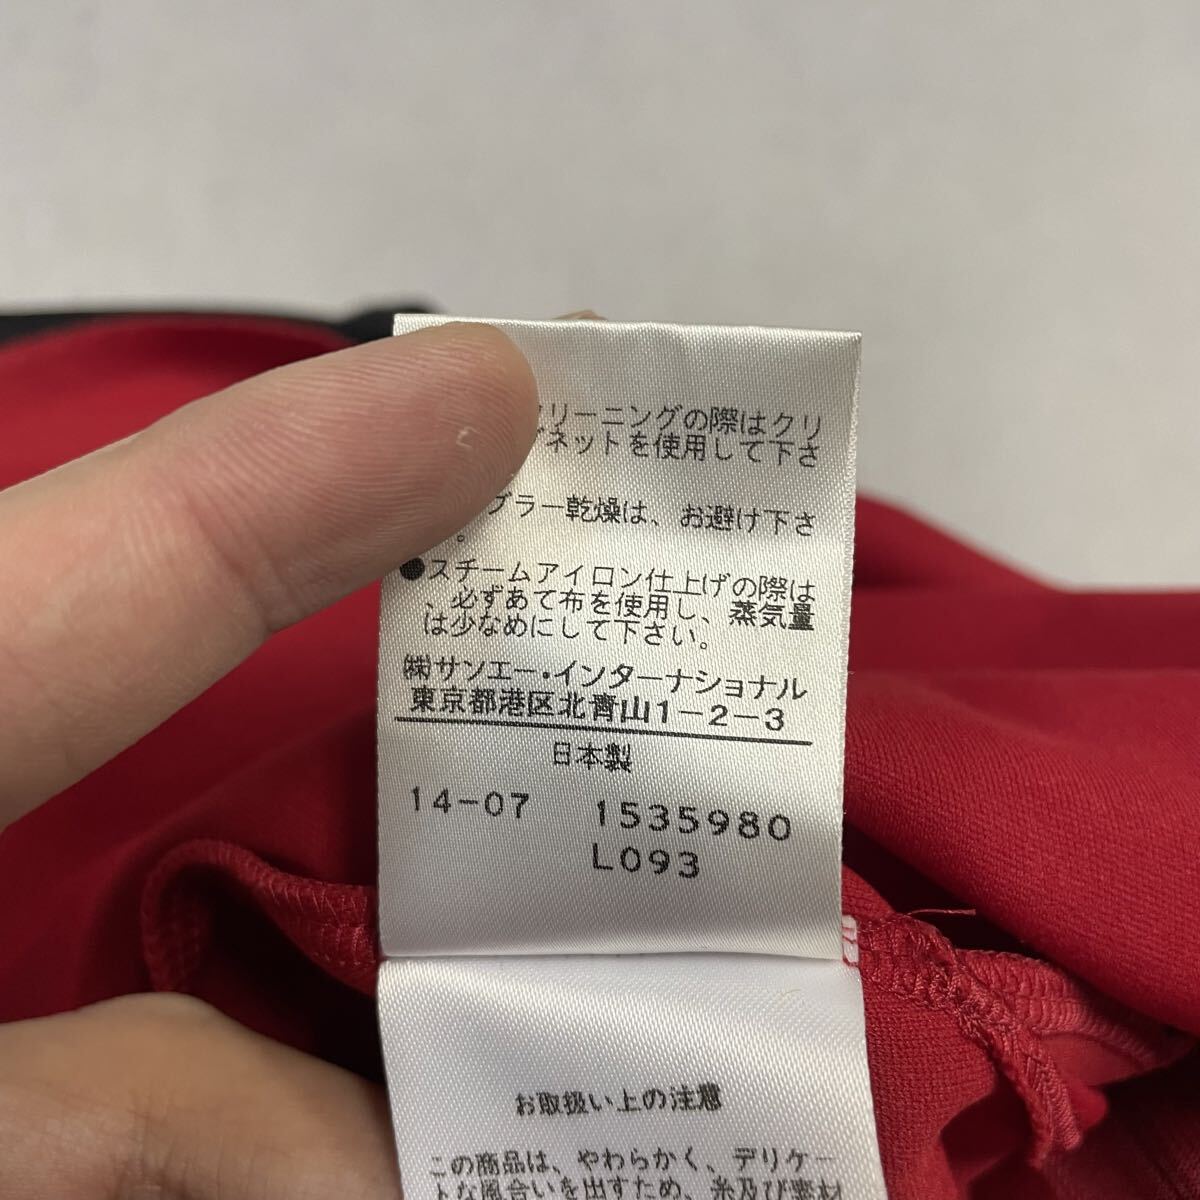 リーニングの際はクリ
ネットを使用して下さ
ブラー乾燥は、お避け下さ
。
●スチームアイロン仕上げの際は
、必ずあて布を使用し、蒸気量
は少なめにして下さい。
㈱サンエー・インターナショナル
東京都港区北青山1-2-3
日本製
14-07 1535980
L093
お取扱い上の注意
この商品は、やわらかく、デリケー
トな風合いを出すため、糸及び素材